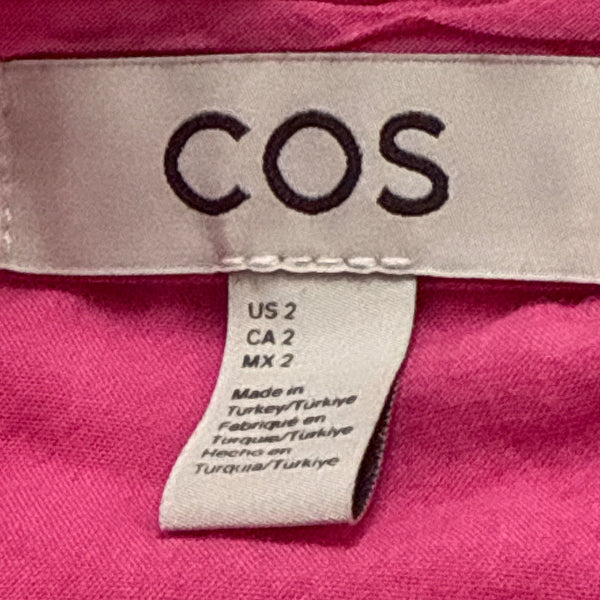 COS
US 2
CA 2
MX 2
Made in
Turkey/Türkiye
Fabriqué en
Turquie/Türkiye
Hecho en
Turquía/Türkiye